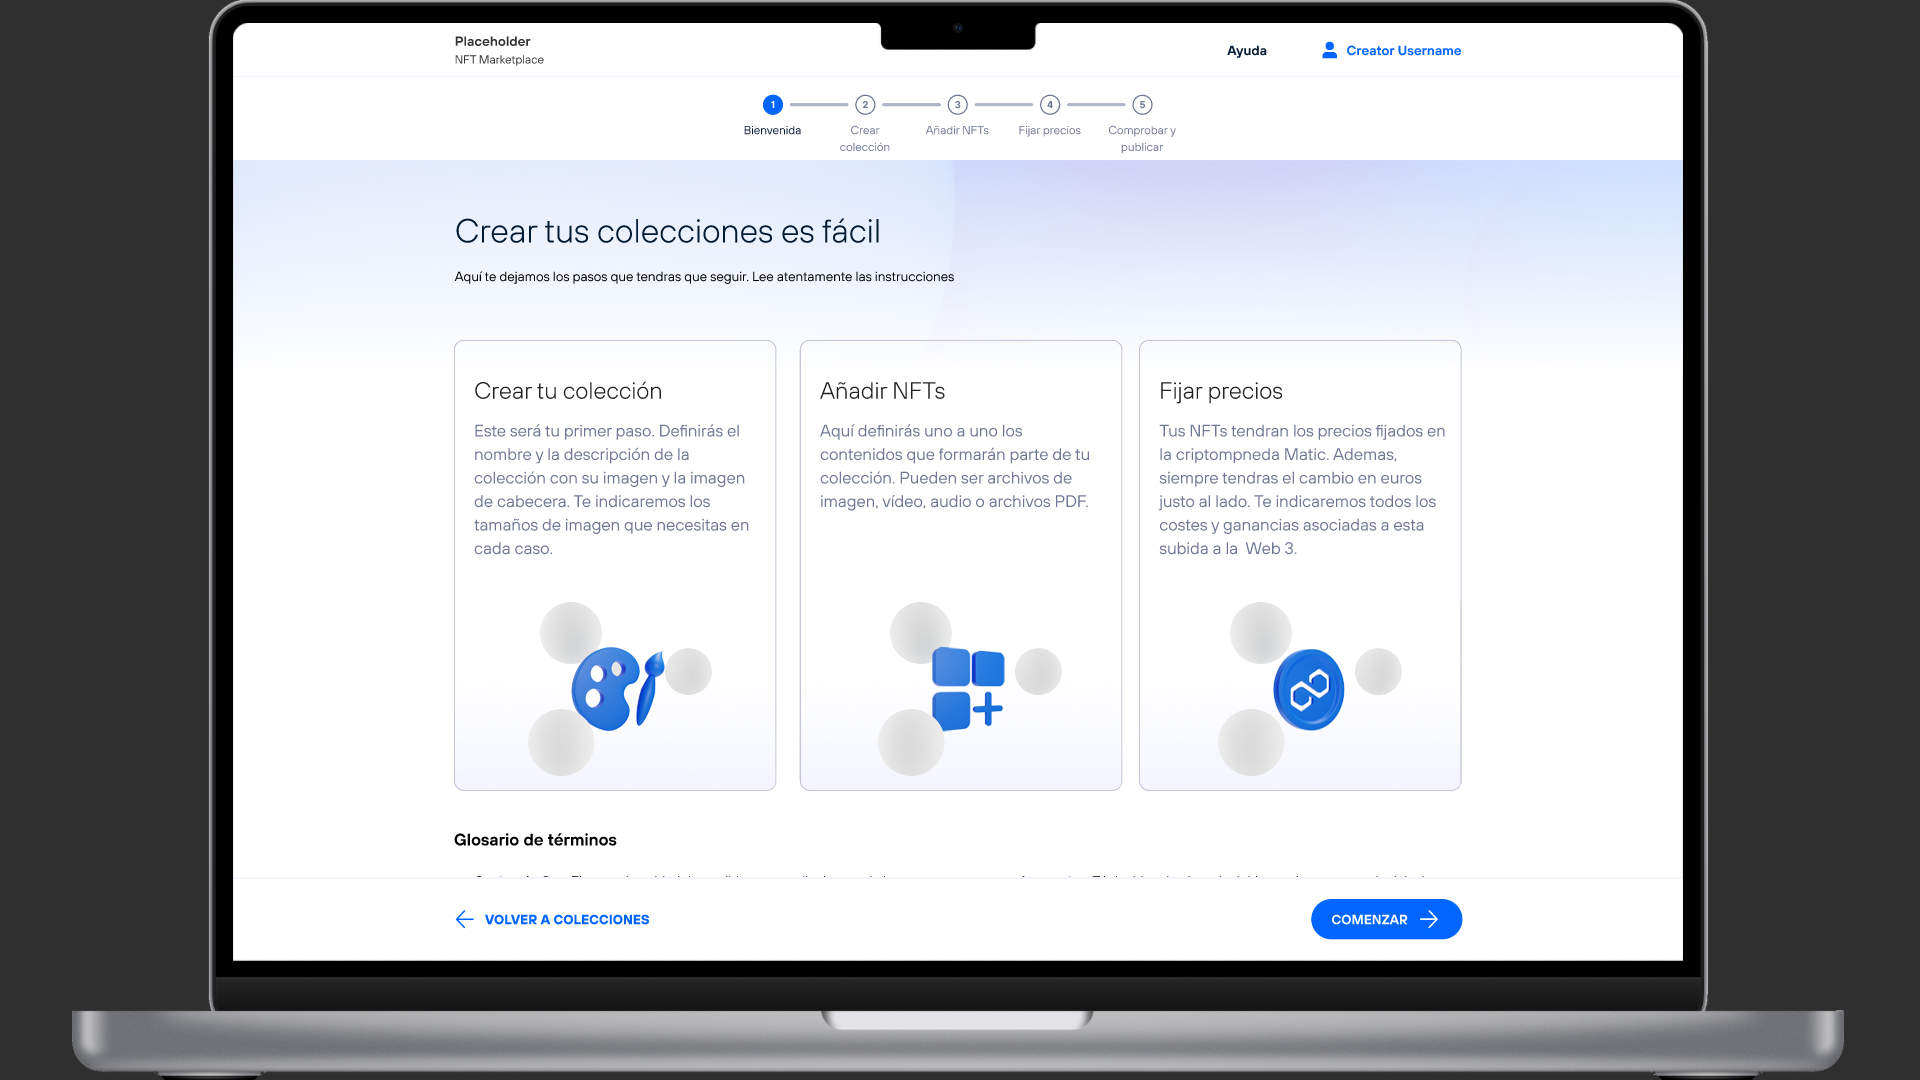 Placeholder
NFT Marketplace
Ayuda
Creator Username
1
2
3
4
5
Bienvenida
Crear
colección
Añadir NFTs
Fijar precios
Comprobar y
publicar
Crear tus colecciones es fácil
Aquí te dejamos los pasos que tendras que seguir. Lee atentamente las instrucciones
Crear tu colección
Este será tu primer paso. Definirás el
nombre y la descripción de la
colección con su imagen y la imagen
de cabecera. Te indicaremos los
tamaños de imagen que necesitas en
cada caso.
Añadir NFTs
Aquí definirás uno a uno los
contenidos que formarán parte de tu
colección. Pueden ser archivos de
imagen, vídeo, audio o archivos PDF.
Fijar precios
Tus NFTs tendran los precios fijados en
la criptompneda Matic. Ademas,
siempre tendras el cambio en euros
justo al lado. Te indicaremos todos los
costes y ganancias asociadas a esta
subida a la  Web 3.
Glosario de términos
VOLVER A COLECCIONES
COMENZAR